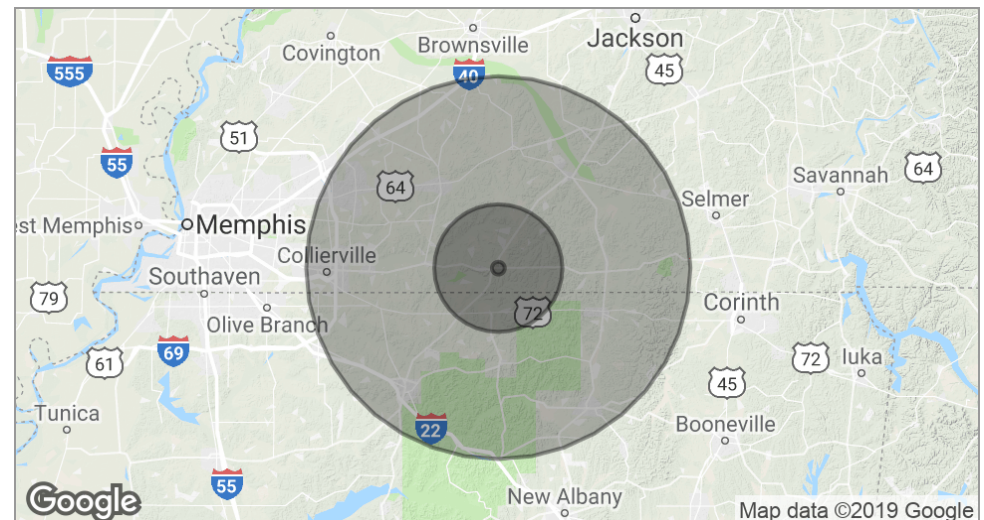 Jackson
Covington
Brownsville
555
40
45
51
55
64
64
Savannah
Selmer
st Memphis
Memphis
Collierville
Southaven
79
72
Corinth
Olive Branch
69
61
72
Iuka
45
Tunica
22
Booneville
55
New Albany
Google
Map data ©2019 Google